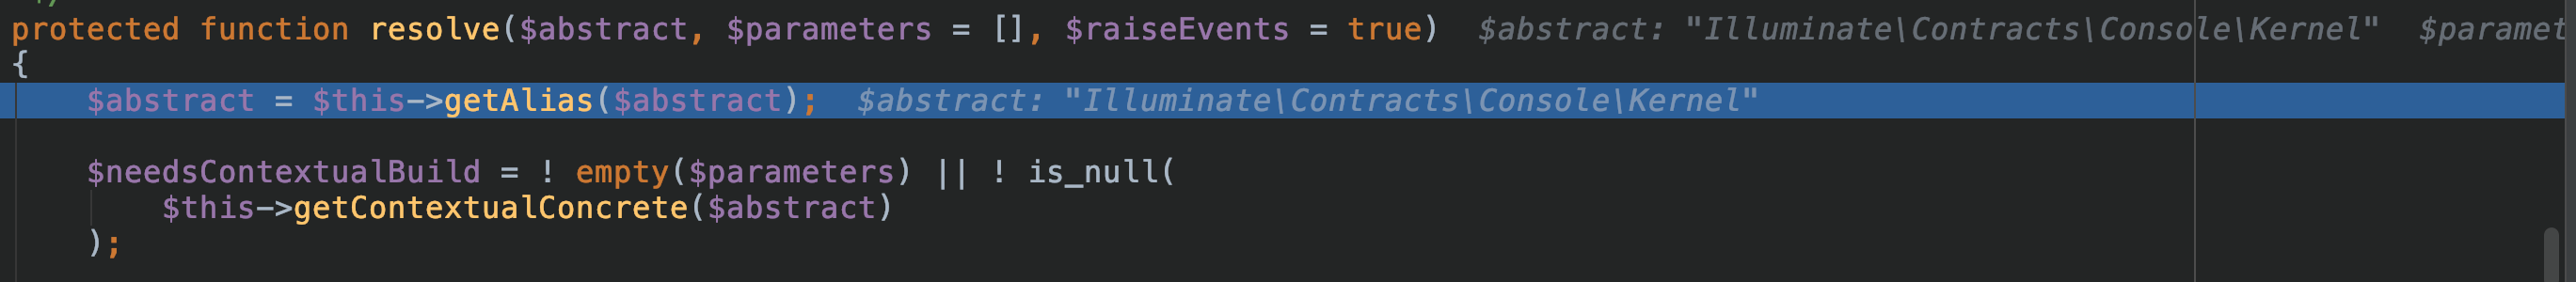 */
protected function resolve($abstract, $parameters = [], $raiseEvents = true)  $abstract: "Illuminate\Contracts\Console\Kernel"  $paramet
{
    $abstract = $this->getAlias($abstract);  $abstract: "Illuminate\Contracts\Console\Kernel"
    $needsContextualBuild = ! empty($parameters) || ! is_null(
        $this->getContextualConcrete($abstract)
    );